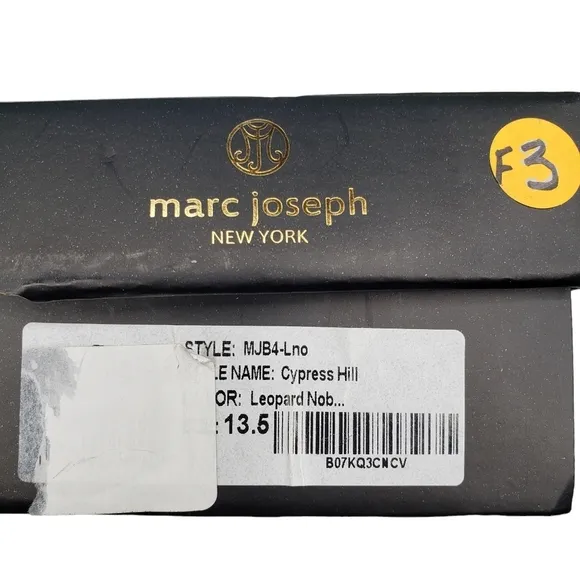 marc joseph
NEW YORK
F3
STYLE: MJB4-Lno
LE NAME: Cypress Hill
OR: Leopard Nob...
: 13.5
B07KQ3CNCV